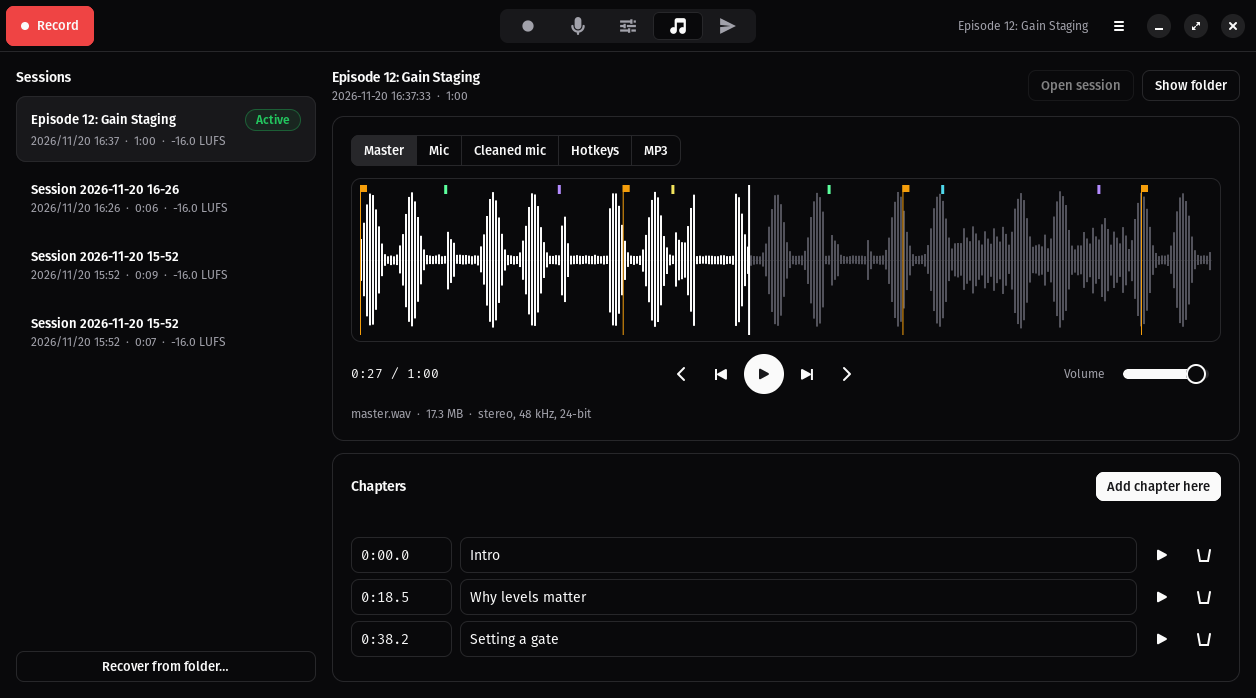 Record
Episode 12: Gain Staging
Sessions
Episode 12: Gain Staging
Active
2026/11/20 16:37 · 1:00 · -16.0 LUFS
Session 2026-11-20 16-26
2026/11/20 16:26 · 0:06 · -16.0 LUFS
Session 2026-11-20 15-52
2026/11/20 15:52 · 0:09 · -16.0 LUFS
Session 2026-11-20 15-52
2026/11/20 15:52 · 0:07 · -16.0 LUFS
Recover from folder...
Episode 12: Gain Staging
2026-11-20 16:37:33 · 1:00
Open session
Show folder
Master
Mic
Cleaned mic
Hotkeys
MP3
0:27 / 1:00
Volume
master.wav · 17.3 MB · stereo, 48 kHz, 24-bit
Chapters
Add chapter here
0:00.0
Intro
0:18.5
Why levels matter
0:38.2
Setting a gate